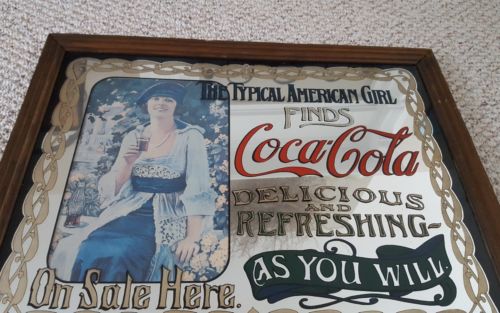 THE TYPICAL AMERICAN GIRL
FINDS
Coca-Cola
DELICIOUS
AND
REFRESHING-
AS YOU WILL.
On Sale Here.